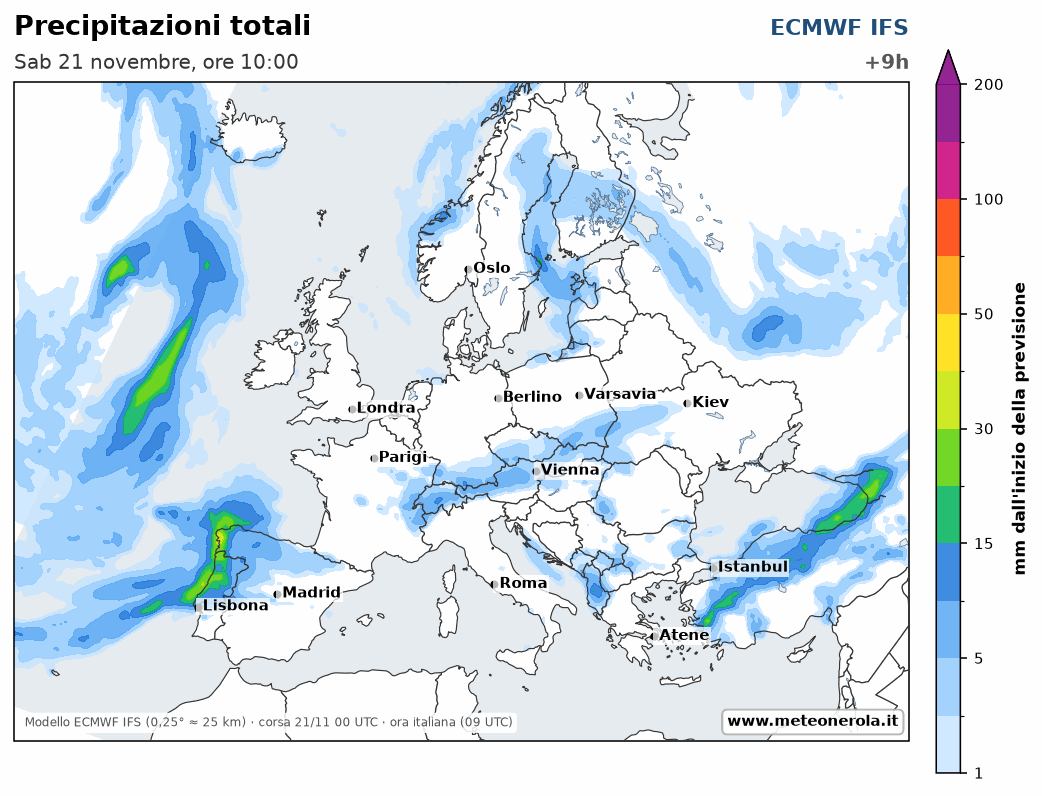 Precipitazioni totali
ECMWF IFS
Sab 21 novembre, ore 10:00
+9h
200
100
50
30
15
5
1
mm dall'inizio della previsione
Oslo
Londra
Berlino
Varsavia
Kiev
Parigi
Vienna
Istanbul
Roma
Madrid
Lisbona
Atene
Modello ECMWF IFS (0,25° ≈ 25 km) · corsa 21/11 00 UTC · ora italiana (09 UTC)
www.meteonerola.it